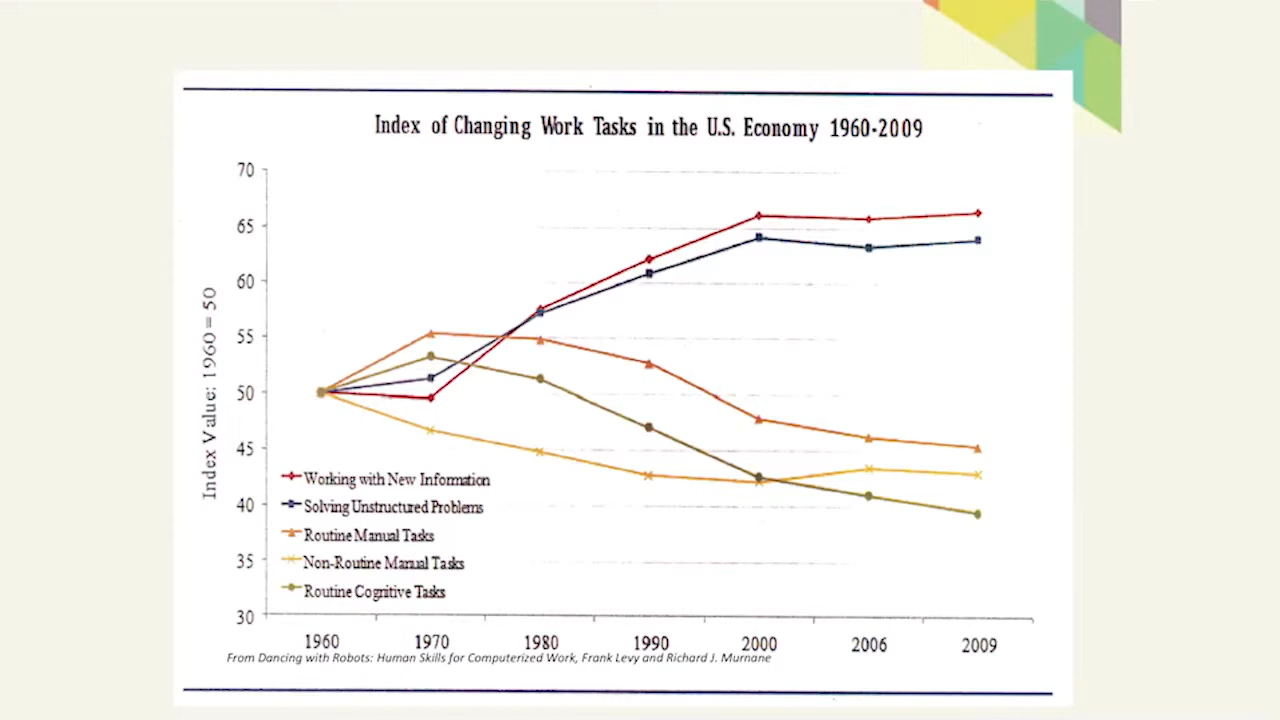 Index of Changing Work Tasks in the U.S. Economy 1960-2009
70
65
60
55
50
45
40
35
30
Index Value: 1960 = 50
Working with New Information
Solving Unstructured Problems
Routine Manual Tasks
Non-Routine Manual Tasks
Routine Cognitive Tasks
1960 1970 1980 1990 2000 2006 2009
From Dancing with Robots: Human Skills for Computerized Work, Frank Levy and Richard J. Murnane